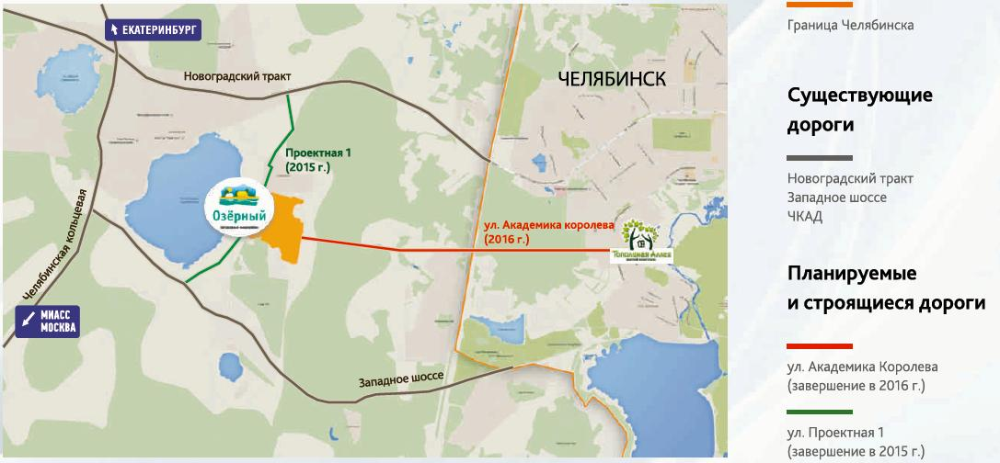 ЕКАТЕРИНБУРГ
Новоградский тракт
ЧЕЛЯБИНСК
Проектная 1
(2015 г.)
Озёрный
ул. Академика королева
(2016 г.)
Тополиная Аллея
Челябинская кольцевая
МИАСС
МОСКВА
Западное шоссе
Граница Челябинска
Существующие
дороги
Новоградский тракт
Западное шоссе
ЧКАД
Планируемые
и строящиеся дороги
ул. Академика Королева
(завершение в 2016 г.)
ул. Проектная 1
(завершение в 2015 г.)